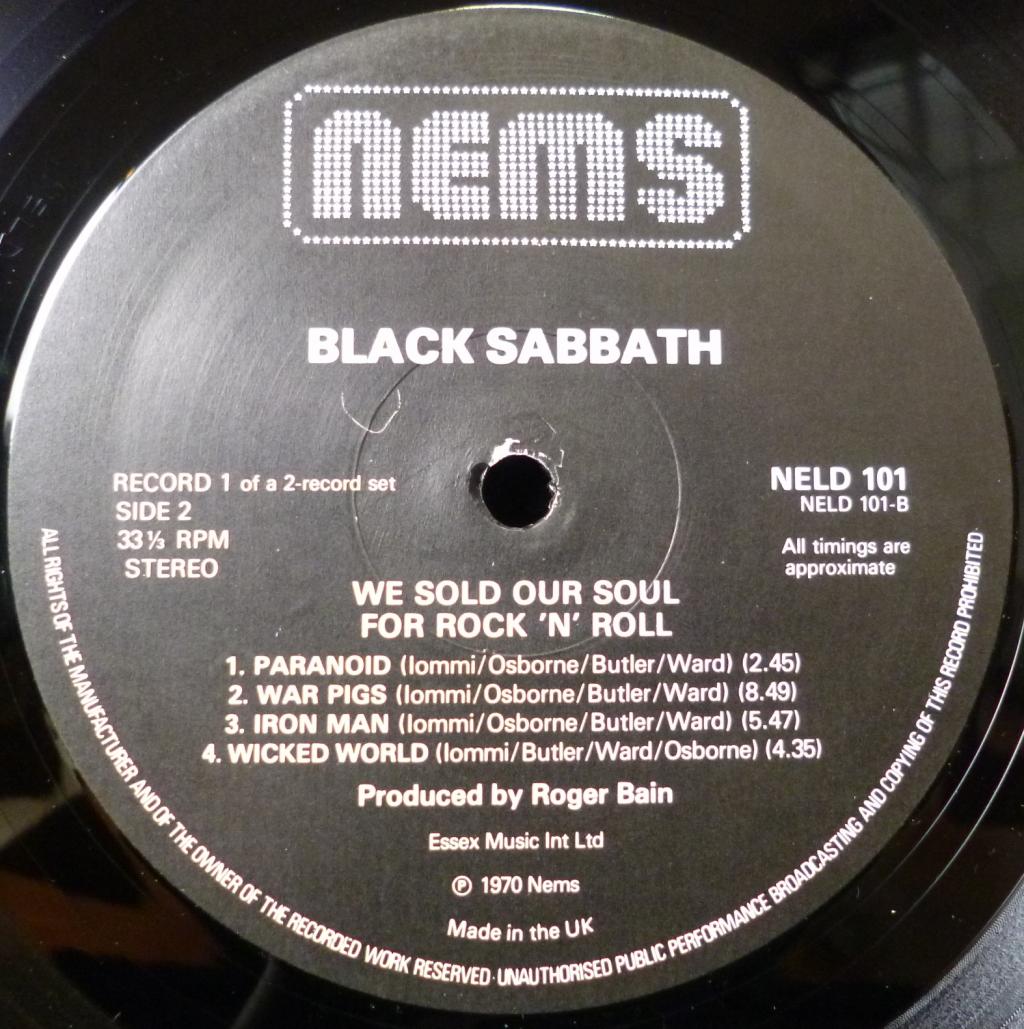 nems
BLACK SABBATH
RECORD 1 of a 2-record set
SIDE 2
33⅓ RPM
STEREO
NELD 101
NELD 101-B
All timings are
approximate
WE SOLD OUR SOUL
FOR ROCK 'N' ROLL
1. PARANOID (Iommi/Osborne/Butler/Ward) (2.45)
2. WAR PIGS (Iommi/Osborne/Butler/Ward) (8.49)
3. IRON MAN (Iommi/Osborne/Butler/Ward) (5.47)
4. WICKED WORLD (Iommi/Butler/Ward/Osborne) (4.35)
Produced by Roger Bain
Essex Music Int Ltd
℗ 1970 Nems
Made in the UK
ALL RIGHTS OF THE MANUFACTURER AND OF THE OWNER OF THE RECORDED WORK RESERVED · UNAUTHORISED PUBLIC PERFORMANCE BROADCASTING AND COPYING OF THIS RECORD PROHIBITED